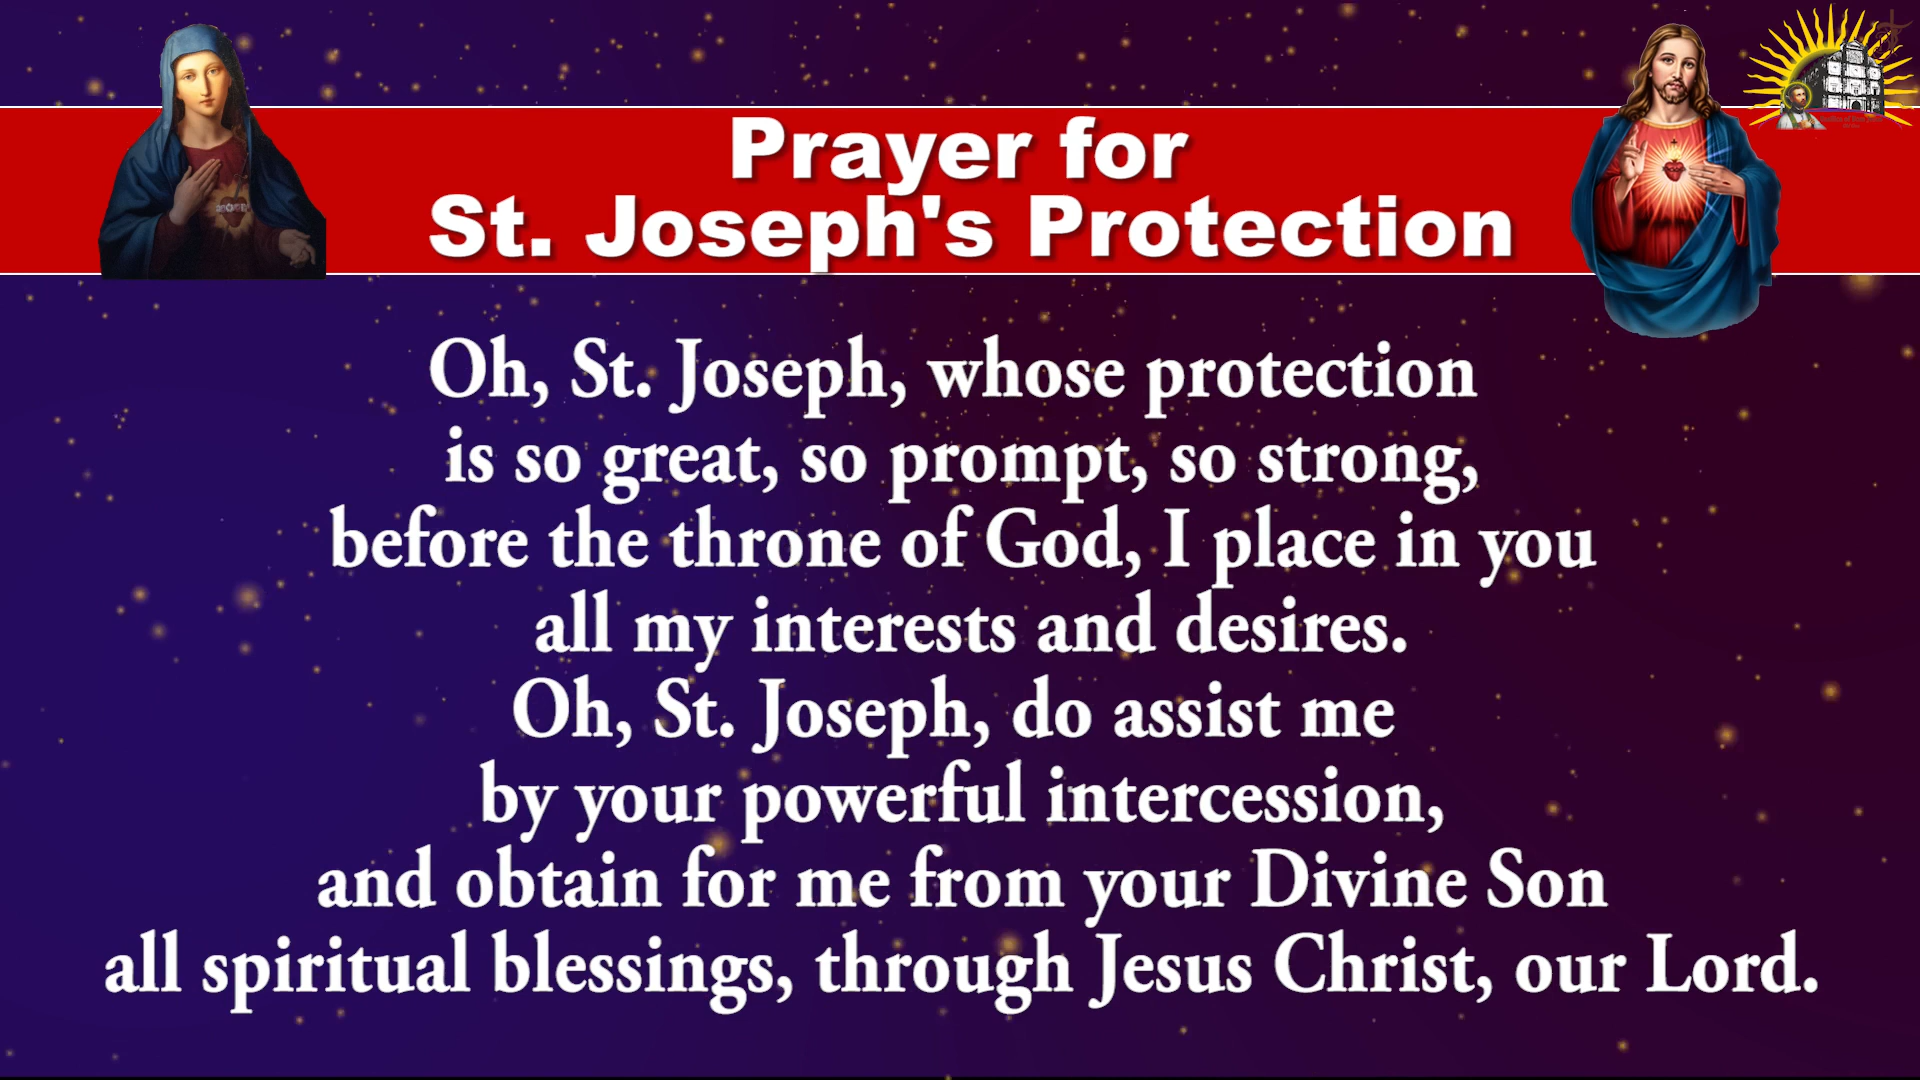 Prayer for
St. Joseph's Protection
Oh, St. Joseph, whose protection
is so great, so prompt, so strong,
before the throne of God, I place in you
all my interests and desires.
Oh, St. Joseph, do assist me
by your powerful intercession,
and obtain for me from your Divine Son
all spiritual blessings, through Jesus Christ, our Lord.